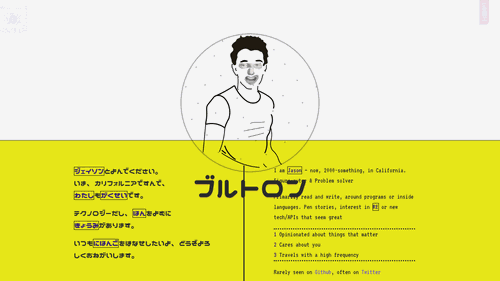 ブルトロン
ジェイソンとよんでください。
いま、カリフォルニアですんで、
わたしもがくせいです。
テクノロジーだし、ほんをよむに
きょうみがあります。
いつもにほんごをはなせしたいよ、どうぞよろ
しくおねがいします。
I am Jason - now, 2000-something, in California.
& Problem solver
read and write, around programs or inside
languages. Pen stories, interest in or new
tech/APIs that seem great
1 Opinionated about things that matter
2 Cares about you
3 Travels with a high frequency
Rarely seen on Github, often on Twitter